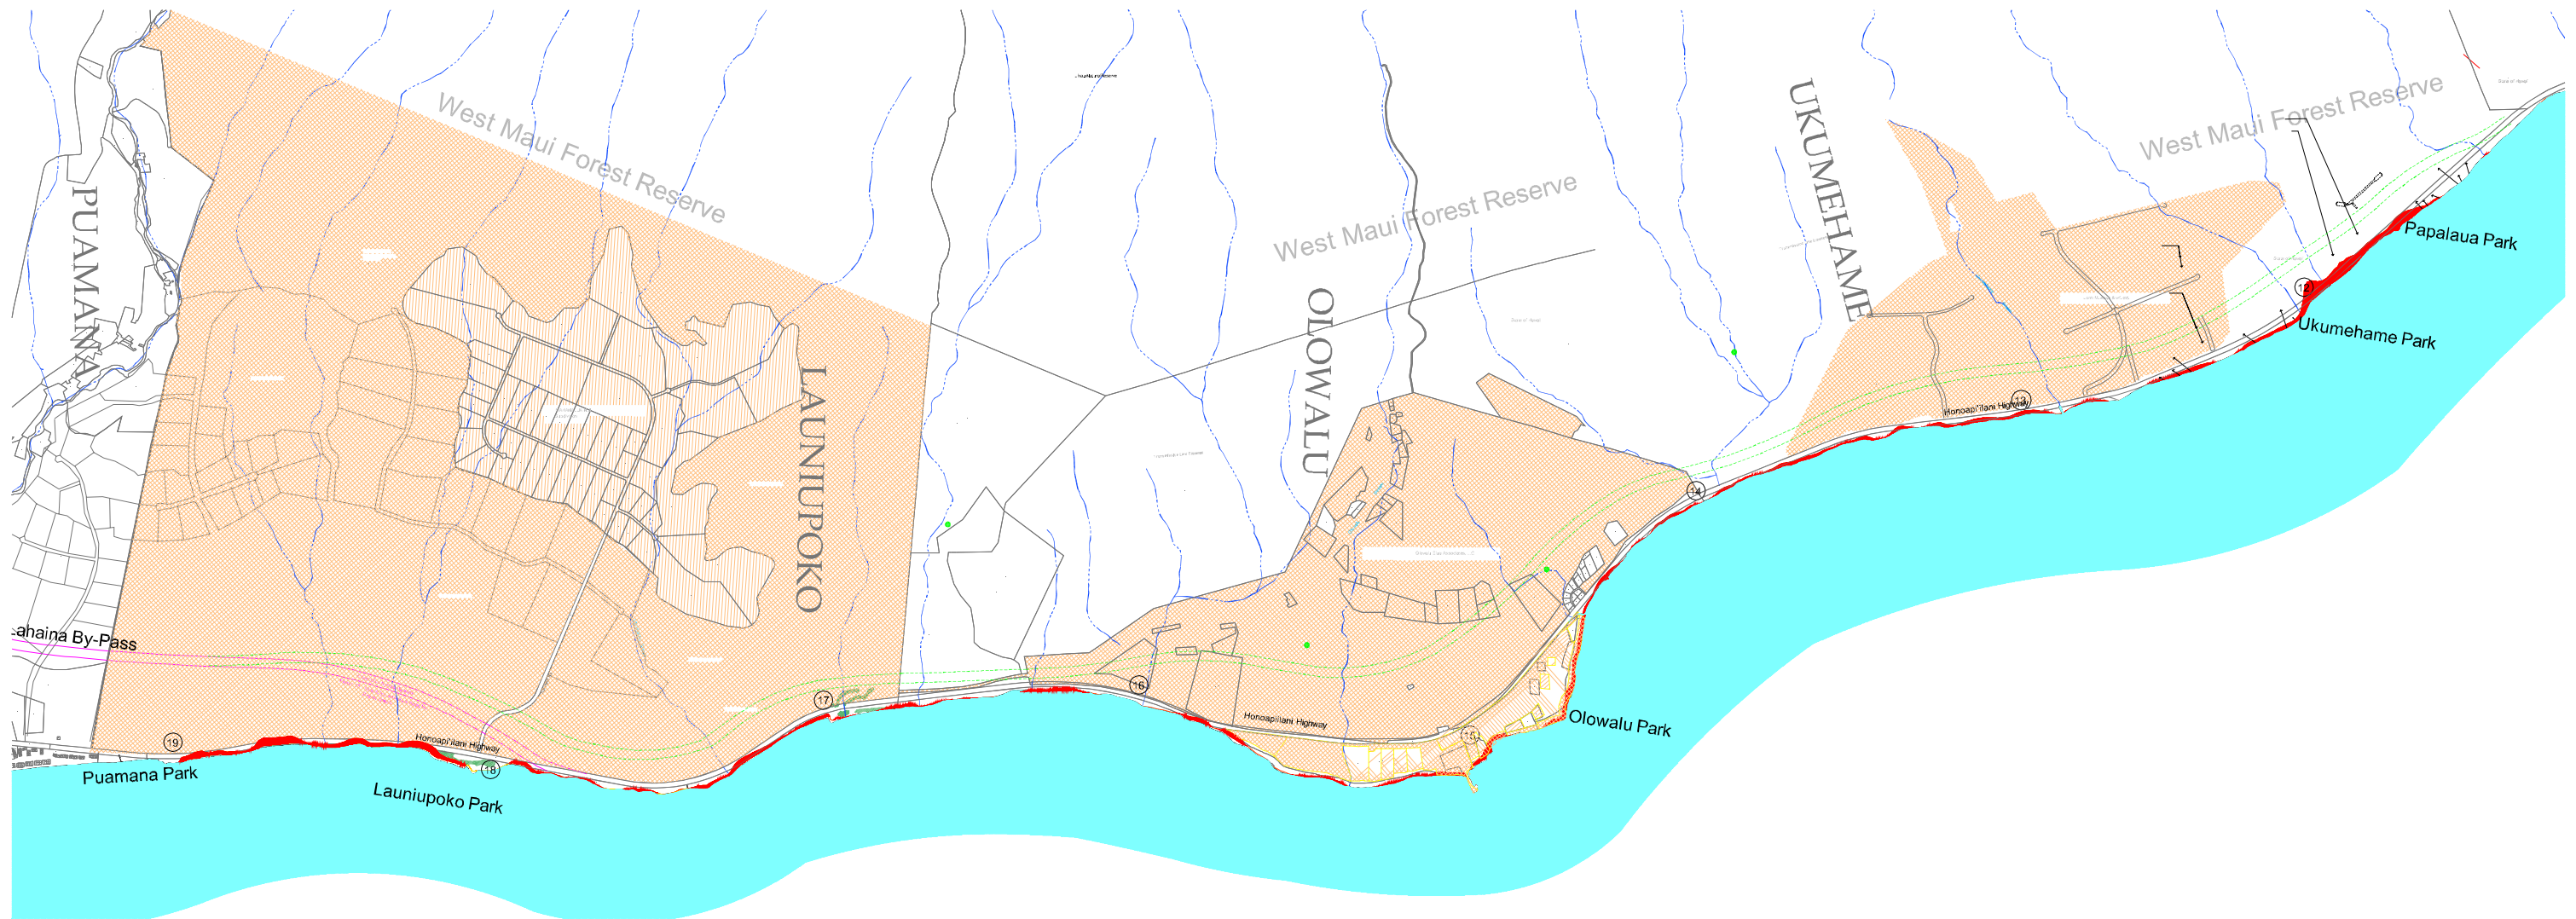 West Maui Forest Reserve
West Maui Forest Reserve
West Maui Forest Reserve
PUAMANA
LAUNIUPOKO
OLOWALU
UKUMEHAME
Papalaua Park
12
Ukumehame Park
13
Honoapi'ilani Highway
14
Lahaina By-Pass
17
16
Honoapi'ilani Highway
15
Olowalu Park
19
Honoapi'ilani Highway
18
Puamana Park
Launiupoko Park